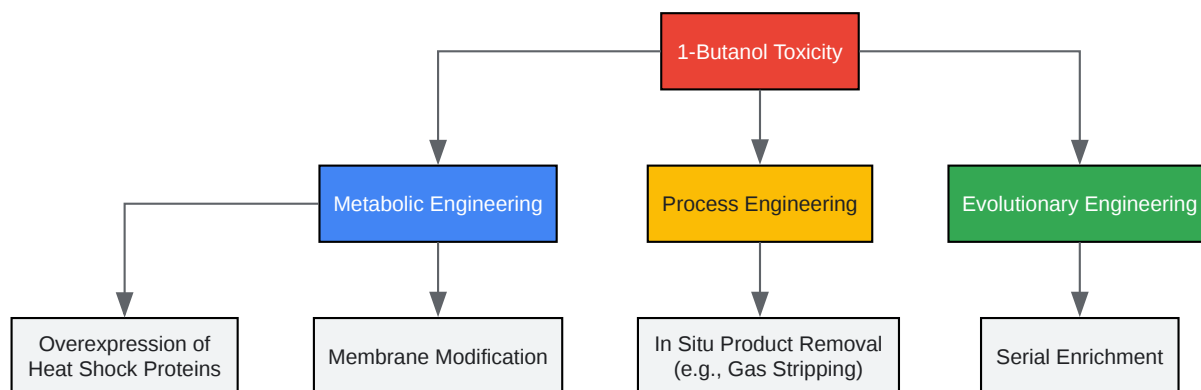 1-Butanol Toxicity
Metabolic Engineering
Process Engineering
Evolutionary Engineering
Overexpression of
Heat Shock Proteins
Membrane Modification
In Situ Product Removal
(e.g., Gas Stripping)
Serial Enrichment